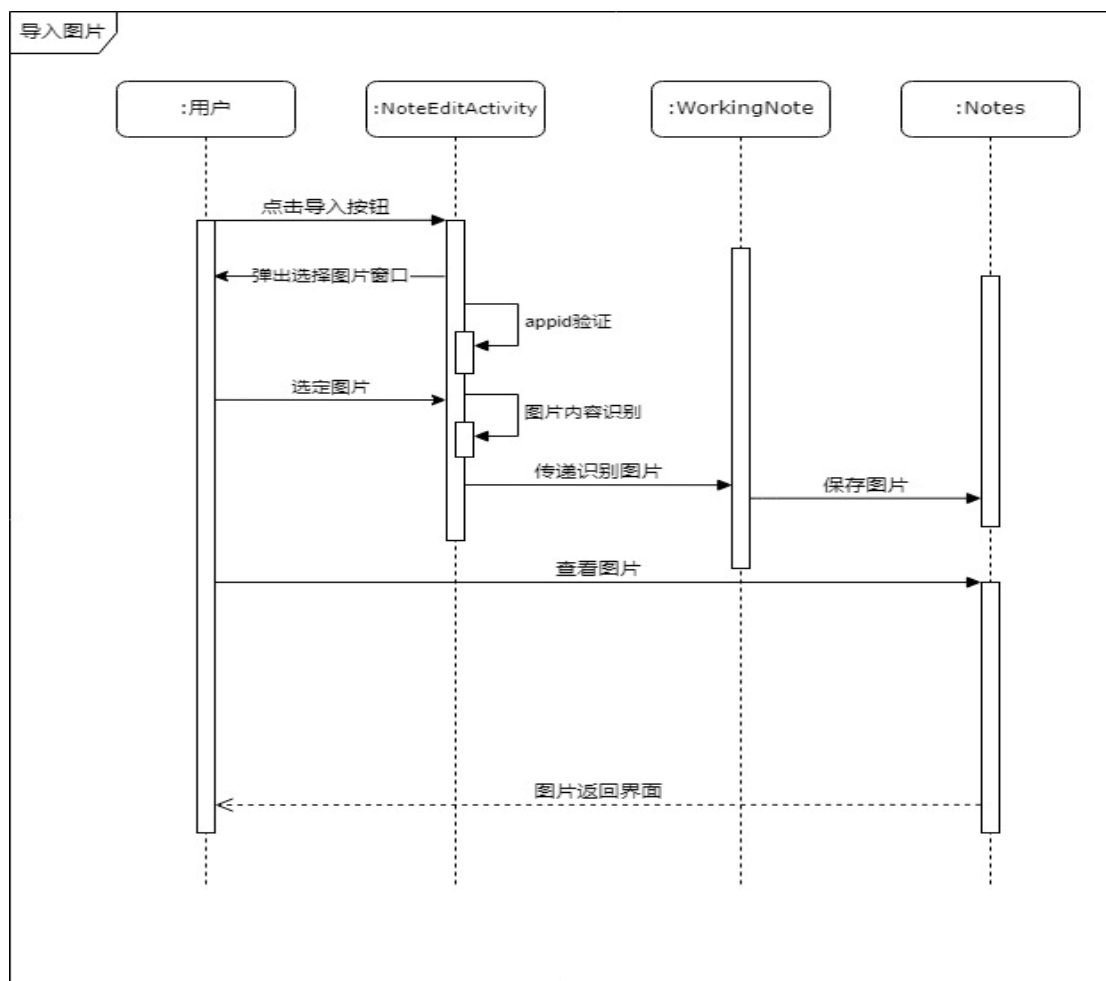 导入图片
:用户
:NoteEditActivity
:WorkingNote
:Notes
点击导入按钮
弹出选择图片窗口
appid验证
选定图片
图片内容识别
传递识别图片
保存图片
查看图片
图片返回界面